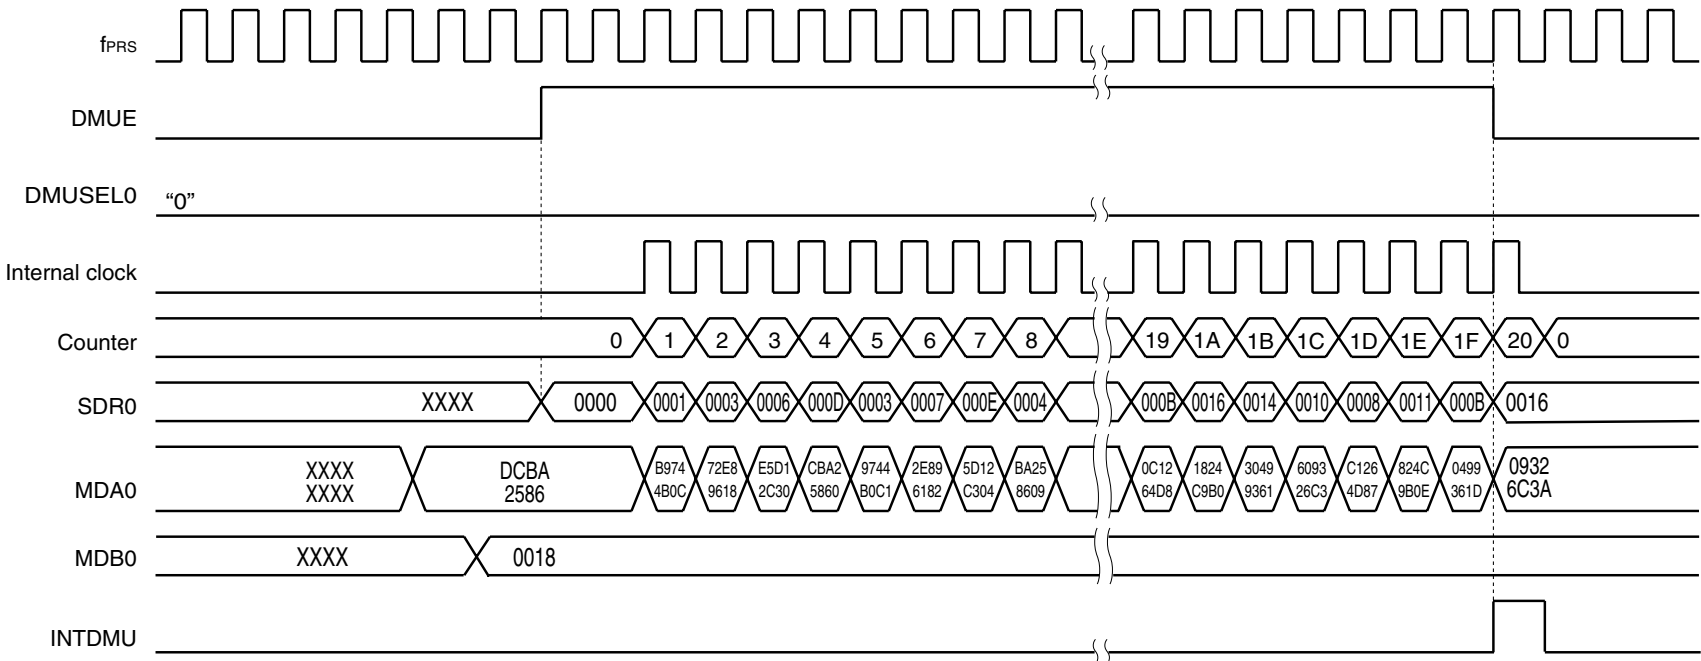 fPRS
DMUE
DMUSEL0 “0”
Internal clock
Counter 0 1 2 3 4 5 6 7 8 19 1A 1B 1C 1D 1E 1F 20 0
SDR0 XXXX 0000 0001 0003 0006 000D 0003 0007 000E 0004 000B 0016 0014 0010 0008 0011 000B 0016
XXXX DCBA B974 72E8 E5D1 CBA2 9744 2E89 5D12 BA25 0C12 1824 3049 6093 C126 824C 0499 0932
MDA0 XXXX 2586 4B0C 9618 2C30 5860 B0C1 6182 C304 8609 64D8 C9B0 9361 26C3 4D87 9B0E 361D 6C3A
MDB0 XXXX 0018
INTDMU